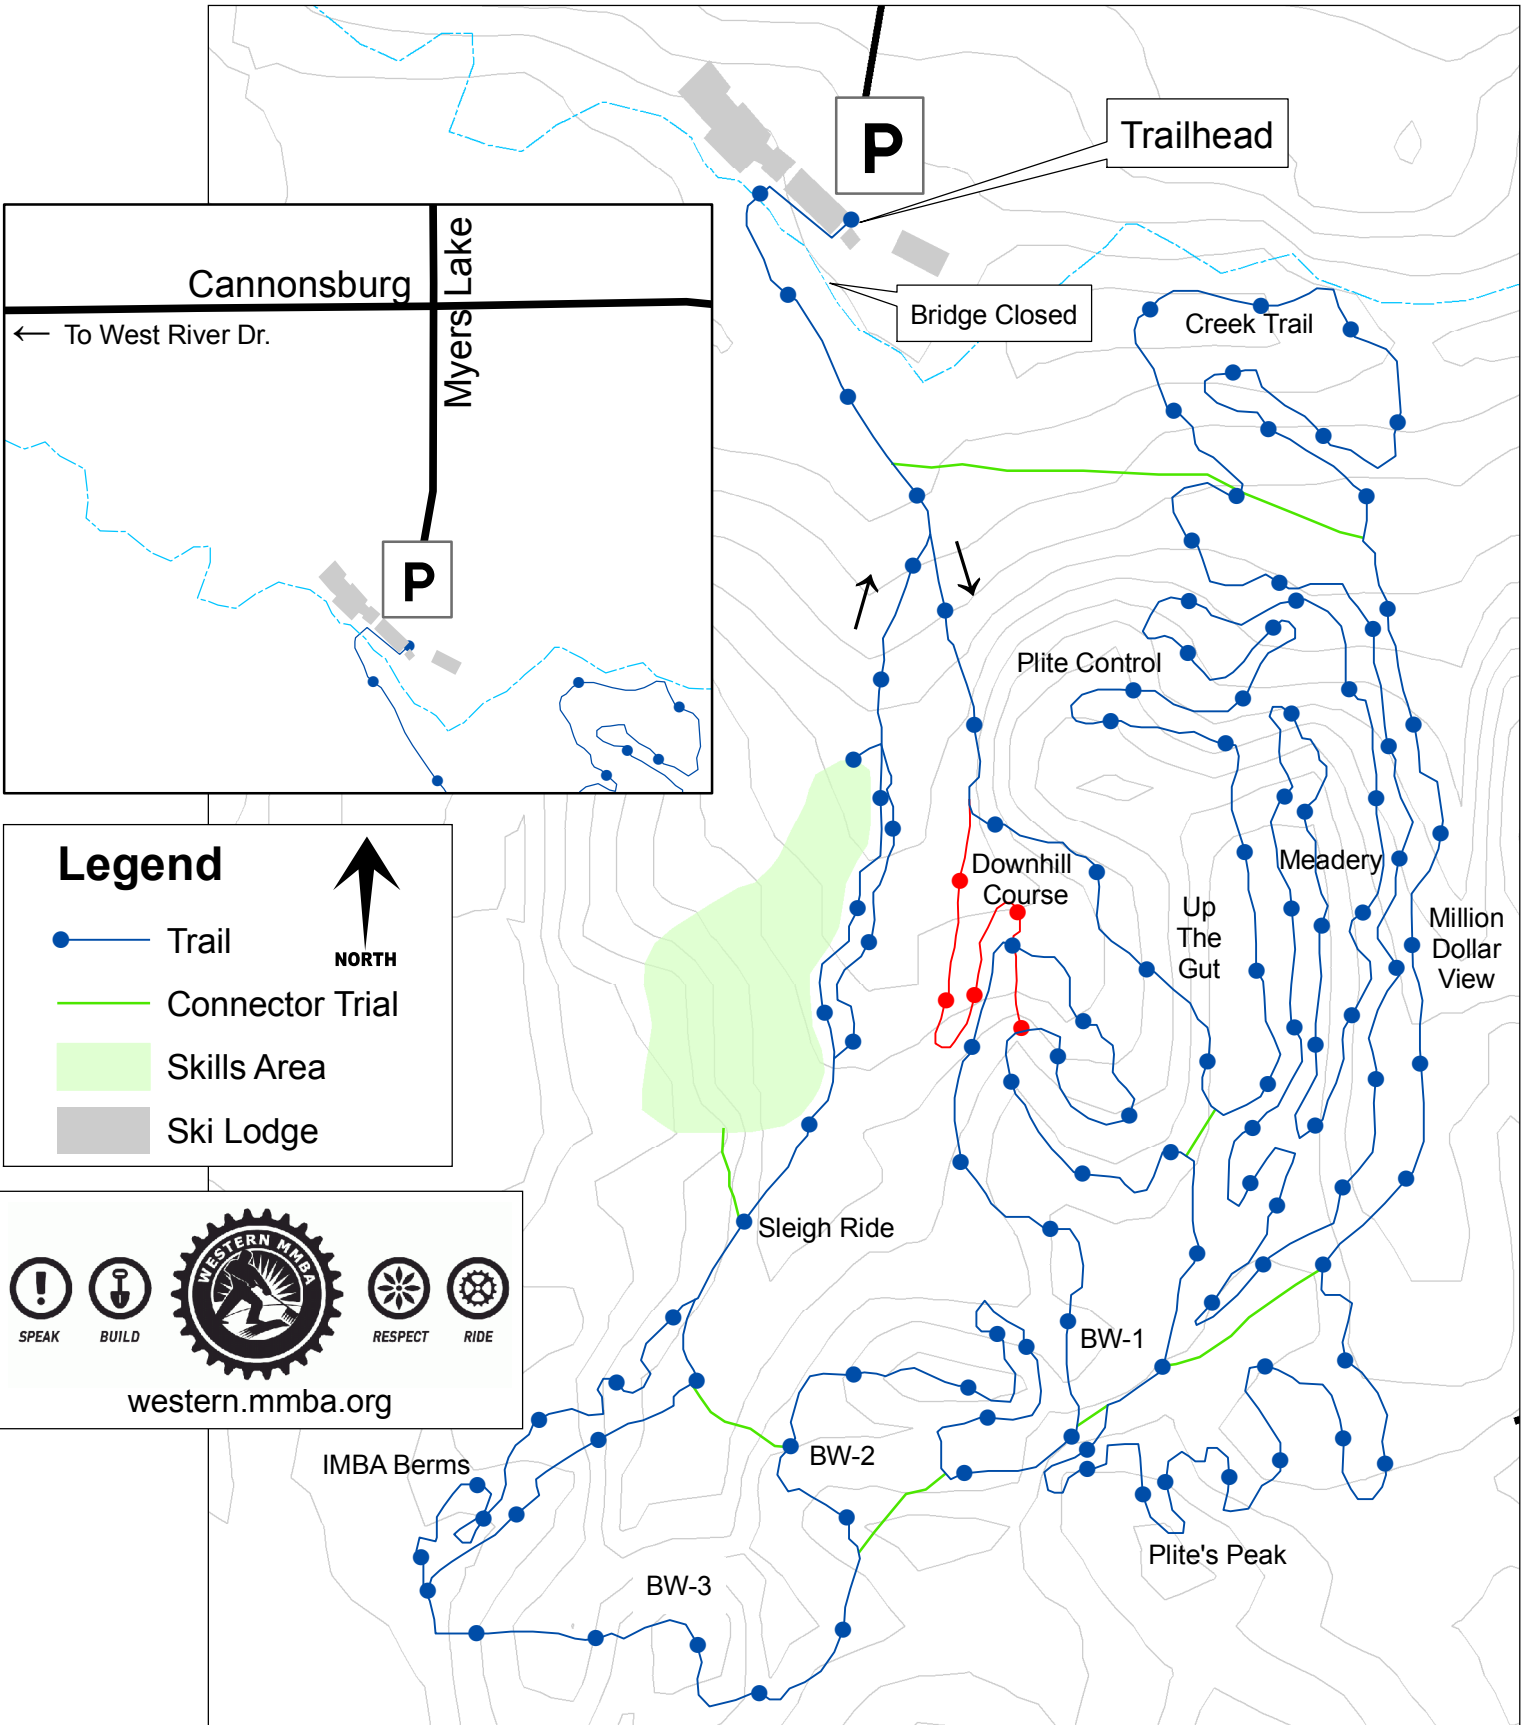 P
Trailhead
Bridge Closed
Creek Trail
Cannonsburg
Myers Lake
← To West River Dr.
P
Plite Control
Legend
Trail
NORTH
Connector Trial
Skills Area
Ski Lodge
Downhill
Course
Meadery
Up
The
Gut
Million
Dollar
View
Sleigh Ride
WESTERN MMBA
SPEAK
BUILD
RESPECT
RIDE
western.mmba.org
BW-1
BW-2
IMBA Berms
Plite's Peak
BW-3